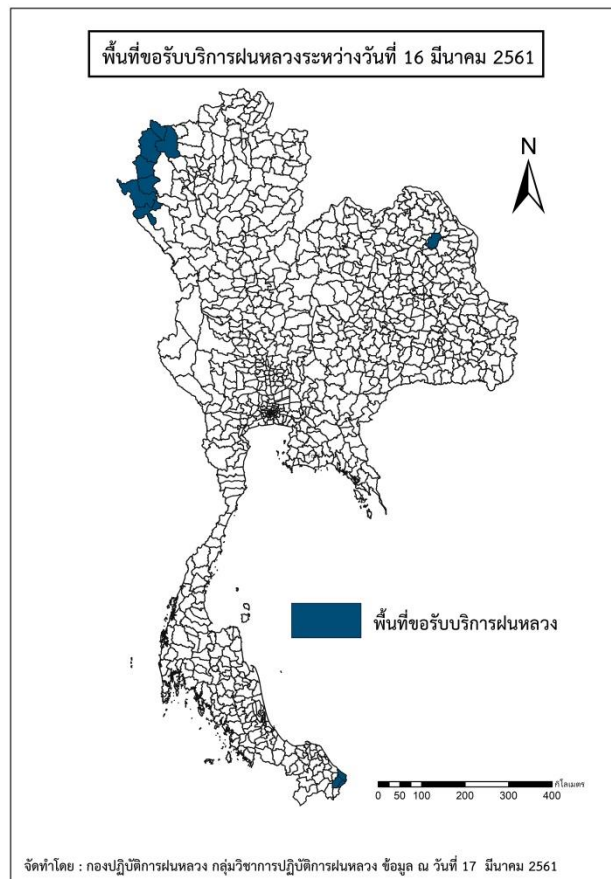 พื้นที่ขอรับบริการฝนหลวงระหว่างวันที่ 16 มีนาคม 2561
N
พื้นที่ขอรับบริการฝนหลวง
กิโลเมตร
0 50 100 200 300 400
จัดทำโดย : กองปฏิบัติการฝนหลวง กลุ่มวิชาการปฏิบัติการฝนหลวง ข้อมูล ณ วันที่ 17 มีนาคม 2561